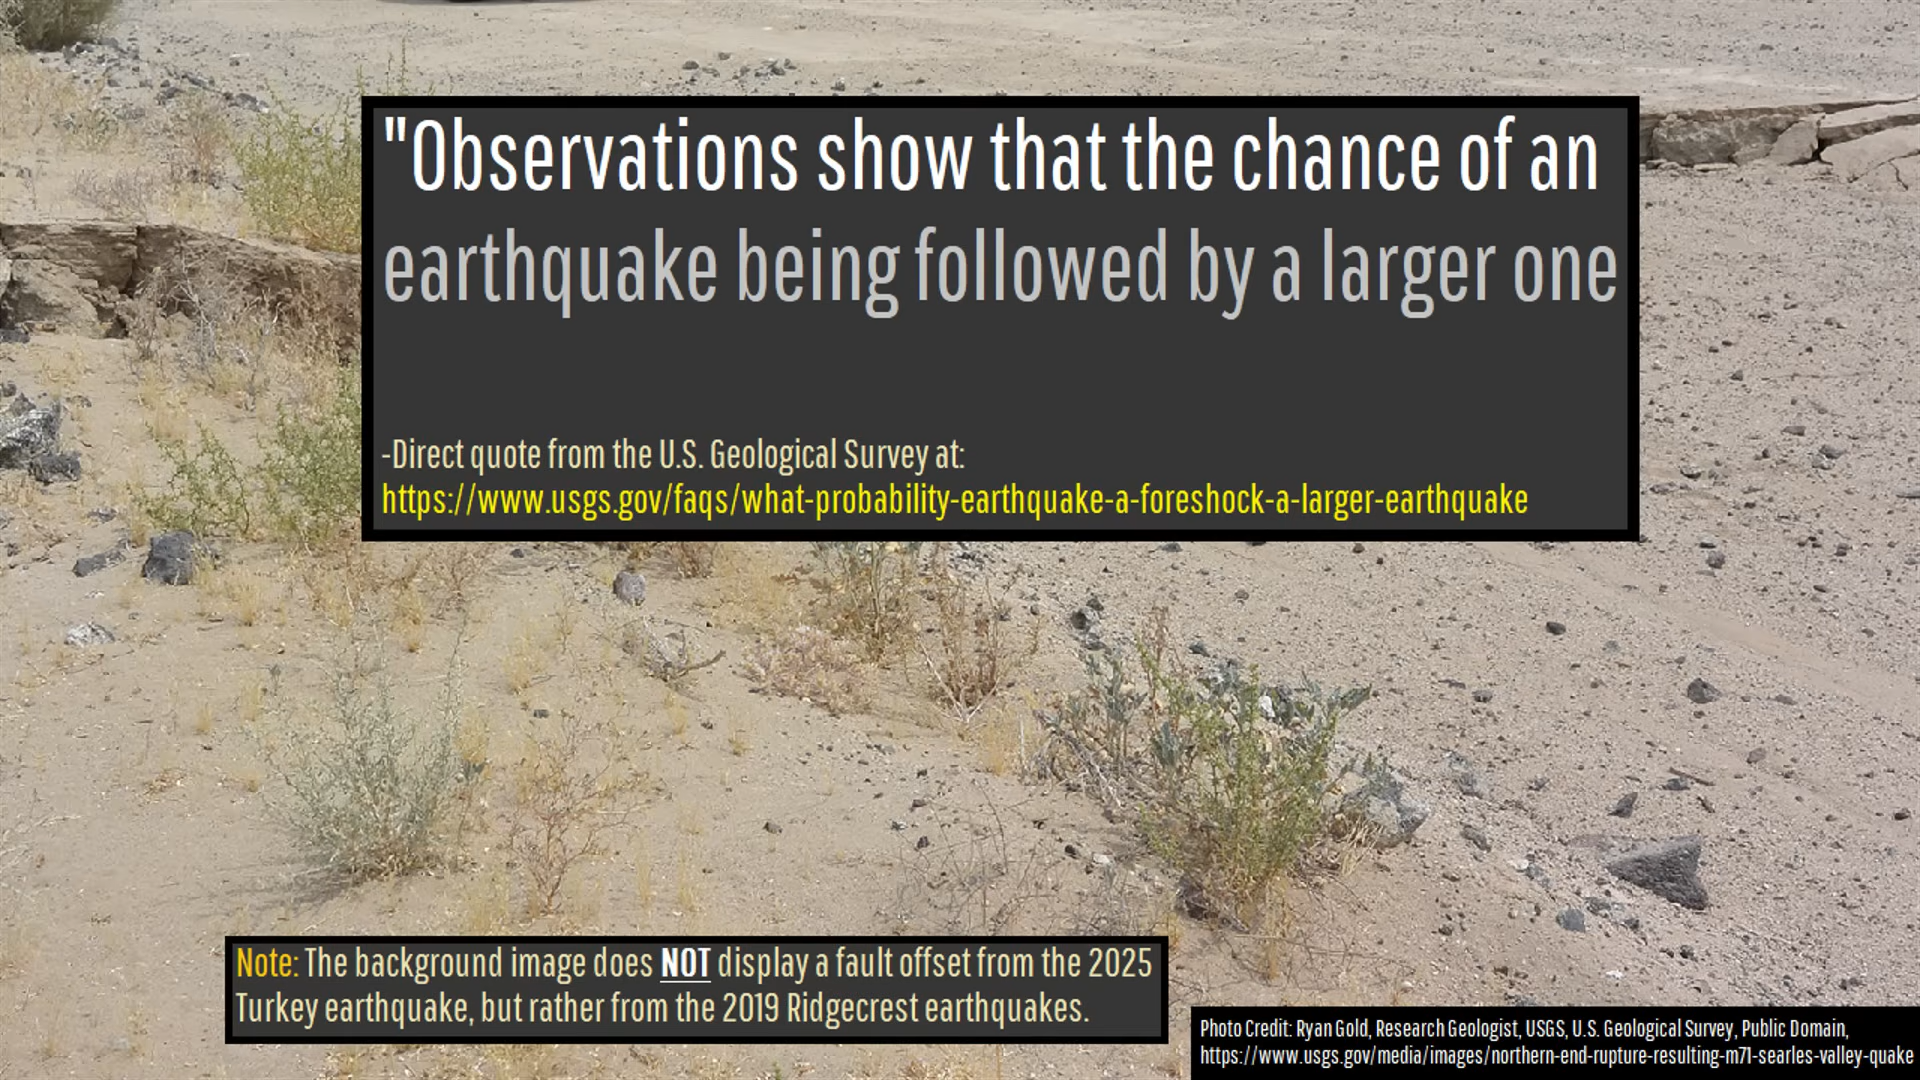 "Observations show that the chance of an
earthquake being followed by a larger one
-Direct quote from the U.S. Geological Survey at:
https://www.usgs.gov/faqs/what-probability-earthquake-a-foreshock-a-larger-earthquake
Note: The background image does NOT display a fault offset from the 2025
Turkey earthquake, but rather from the 2019 Ridgecrest earthquakes.
Photo Credit: Ryan Gold, Research Geologist, USGS, U.S. Geological Survey, Public Domain,
https://www.usgs.gov/media/images/northern-end-rupture-resulting-m71-searles-valley-quake